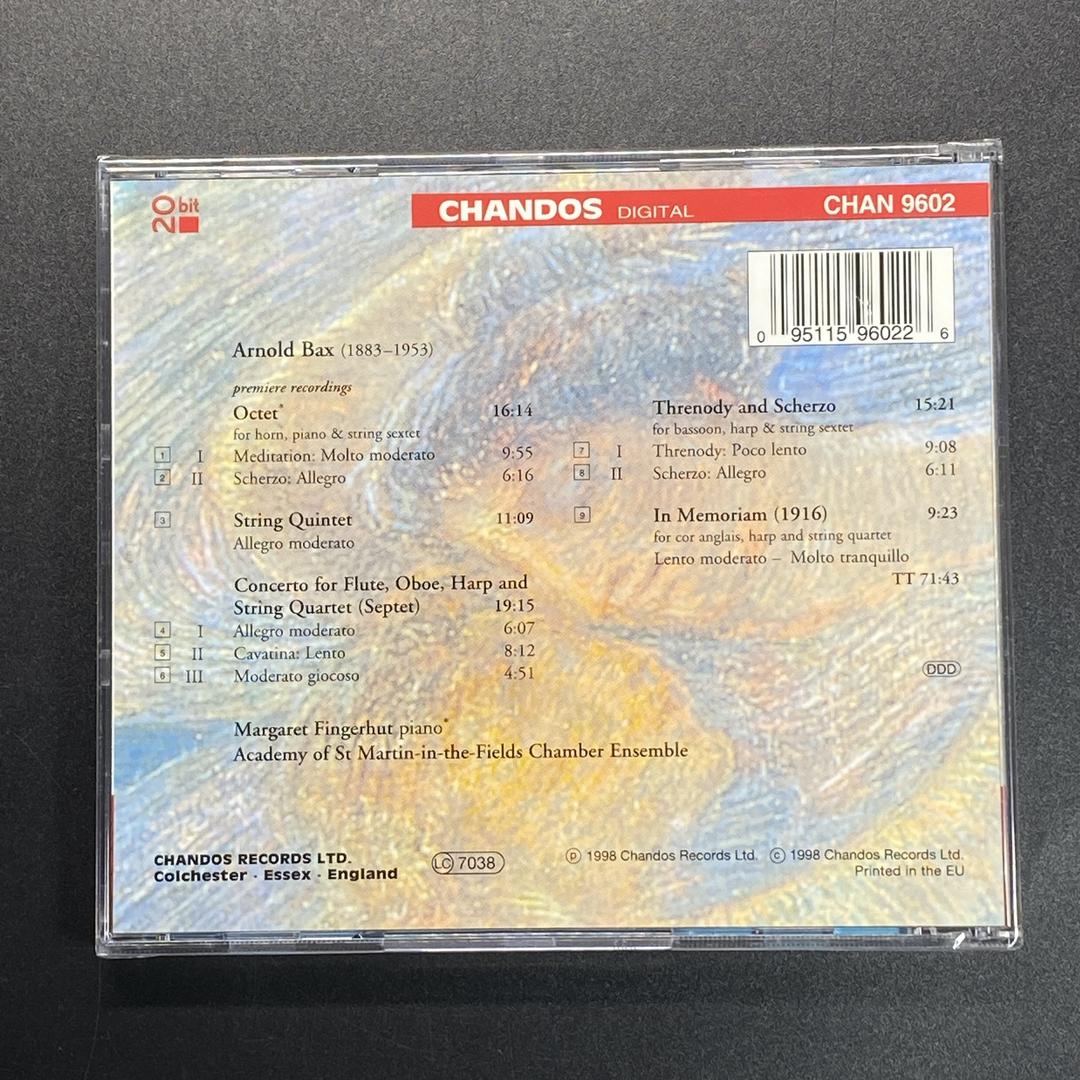 20 bit
CHANDOS DIGITAL CHAN 9602
0 95115 96022 6
Arnold Bax (1883–1953)
premiere recordings
Octet* 16:14
for horn, piano & string sextet
1 I Meditation: Molto moderato 9:55
2 II Scherzo: Allegro 6:16
3 String Quintet 11:09
Allegro moderato
Concerto for Flute, Oboe, Harp and
String Quartet (Septet) 19:15
4 I Allegro moderato 6:07
5 II Cavatina: Lento 8:12
6 III Moderato giocoso 4:51
Threnody and Scherzo 15:21
for bassoon, harp & string sextet
7 I Threnody: Poco lento 9:08
8 II Scherzo: Allegro 6:11
9 In Memoriam (1916) 9:23
for cor anglais, harp and string quartet
Lento moderato – Molto tranquillo
TT 71:43
DDD
Margaret Fingerhut piano*
Academy of St Martin-in-the-Fields Chamber Ensemble
CHANDOS RECORDS LTD.
Colchester · Essex · England
LC 7038
℗ 1998 Chandos Records Ltd. © 1998 Chandos Records Ltd.
Printed in the EU